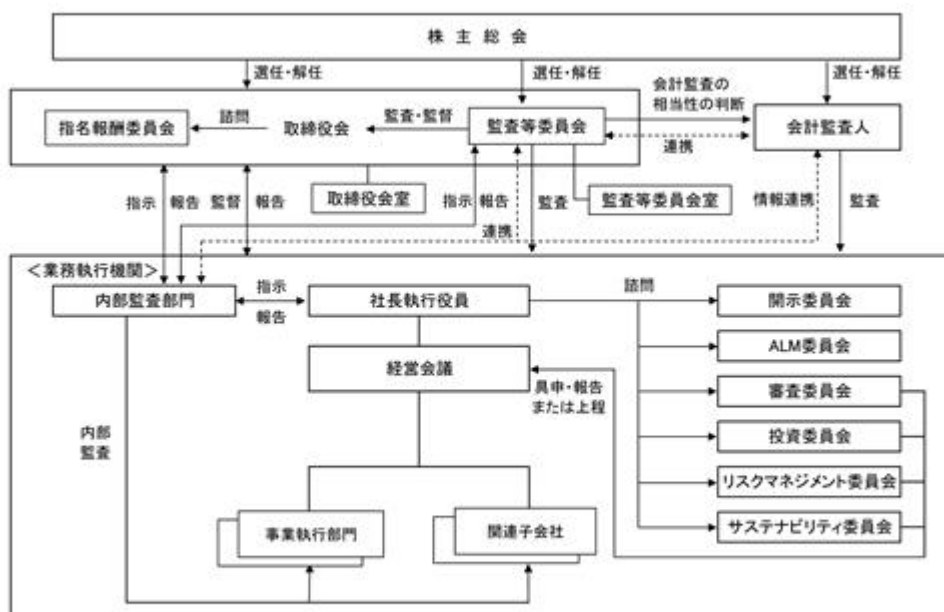 株主総会
選任・解任
選任・解任
会計監査の
相当性の判断
選任・解任
指名報酬委員会
諮問
取締役会
監査・監督
監査等委員会
連携
会計監査人
取締役会室
監査等委員会室
指示
報告
監督
報告
指示
報告
監査
情報連携
監査
連携
<業務執行機関>
内部監査部門
指示
報告
社長執行役員
諮問
開示委員会
経営会議
ALM委員会
具申・報告
または上程
審査委員会
内部
監査
投資委員会
リスクマネジメント委員会
事業執行部門
関連子会社
サステナビリティ委員会